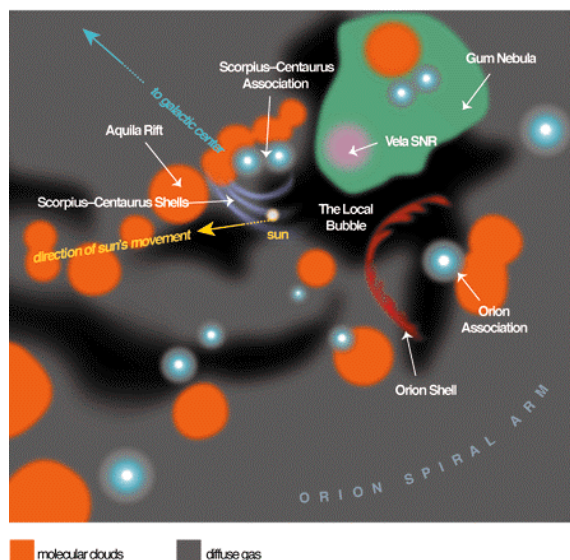 Scorpius–Centaurus
Association
Gum Nebula
to galactic center
Aquila Rift
Vela SNR
Scorpius–Centaurus Shells
The Local
Bubble
direction of sun's movement
sun
Orion
Association
Orion Shell
ORION SPIRAL ARM
molecular clouds
diffuse gas